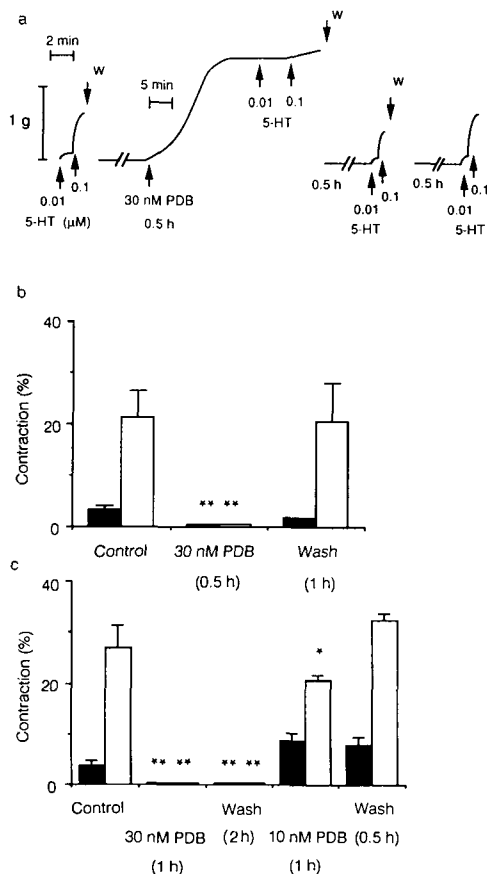 a
2 min
W
1 g
0.01
0.1
5-HT (μM)
5 min
30 nM PDB
0.5 h
0.01
0.1
5-HT
W
0.5 h
0.01
0.1
5-HT
W
0.5 h
0.01
0.1
5-HT
b
Contraction (%)
40
20
0
** **
Control
30 nM PDB
(0.5 h)
Wash
(1 h)
c
Contraction (%)
40
20
0
** **
** **
*
Control
30 nM PDB
(1 h)
Wash
(2 h)
10 nM PDB
(1 h)
Wash
(0.5 h)